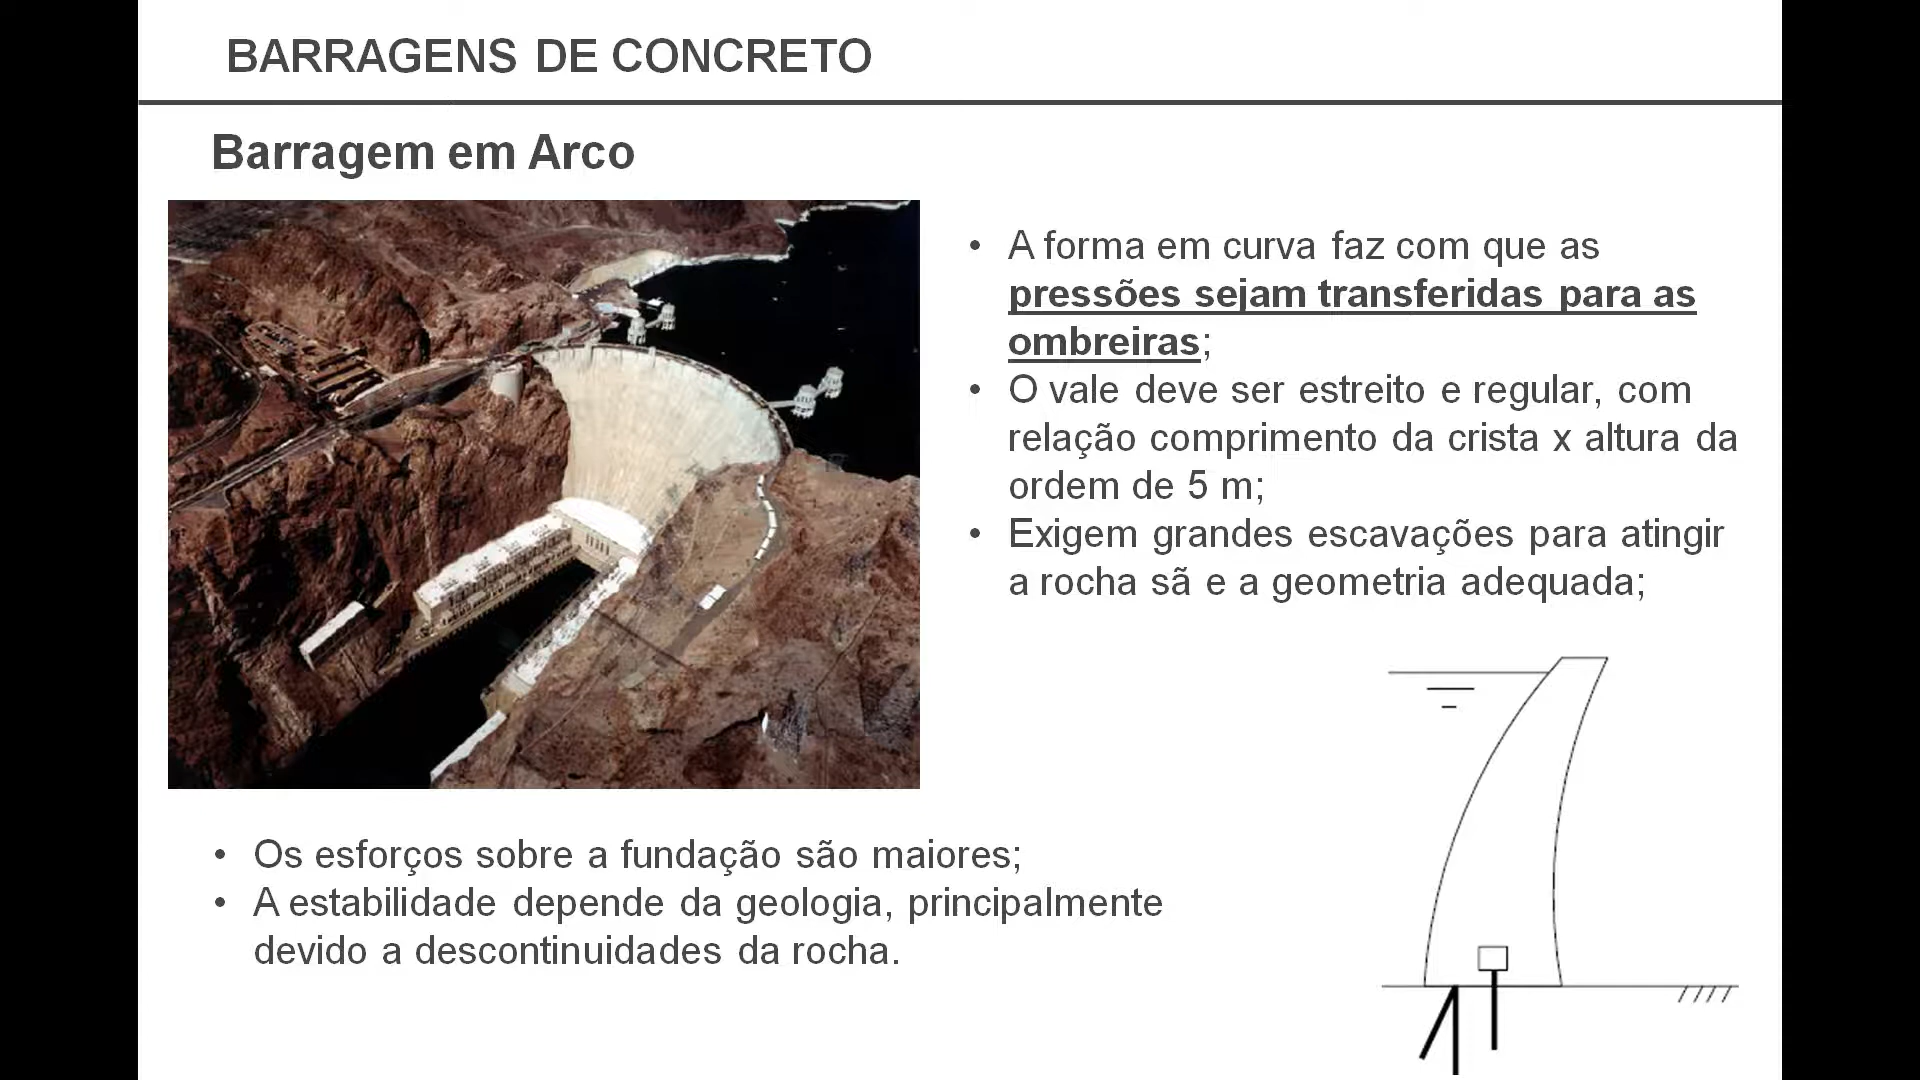 BARRAGENS DE CONCRETO
Barragem em Arco
• A forma em curva faz com que as
pressões sejam transferidas para as
ombreiras;
• O vale deve ser estreito e regular, com
relação comprimento da crista x altura da
ordem de 5 m;
• Exigem grandes escavações para atingir
a rocha sã e a geometria adequada;
• Os esforços sobre a fundação são maiores;
• A estabilidade depende da geologia, principalmente
devido a descontinuidades da rocha.